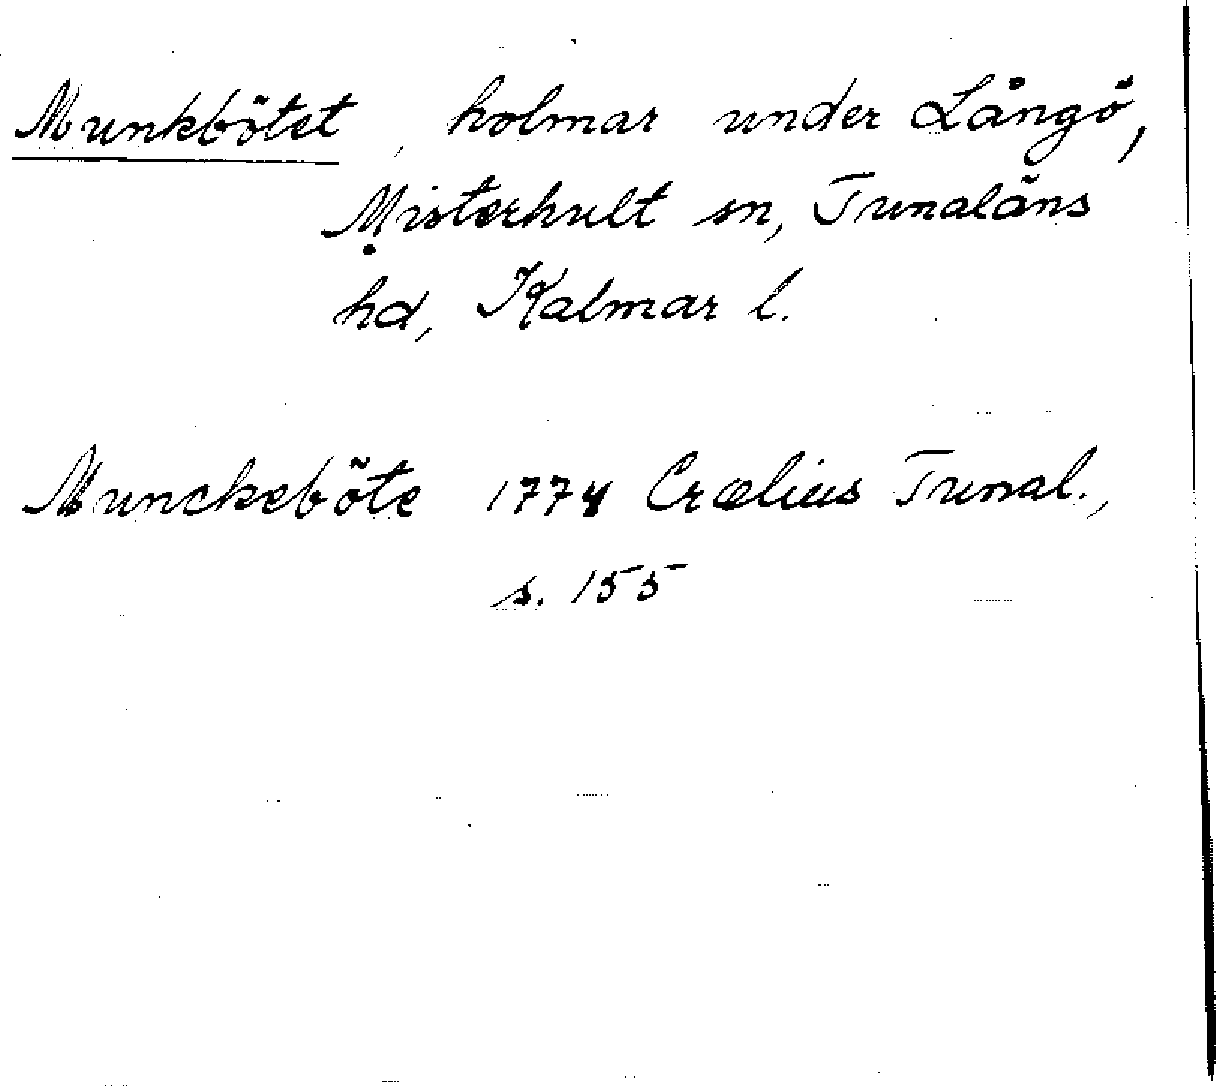 Munkbötet, holmar under Långö,
Misterhult sn, Tunaläns
hd, Kalmar l.
Munckeböte 1774 Crælius Tunal.,
s. 155